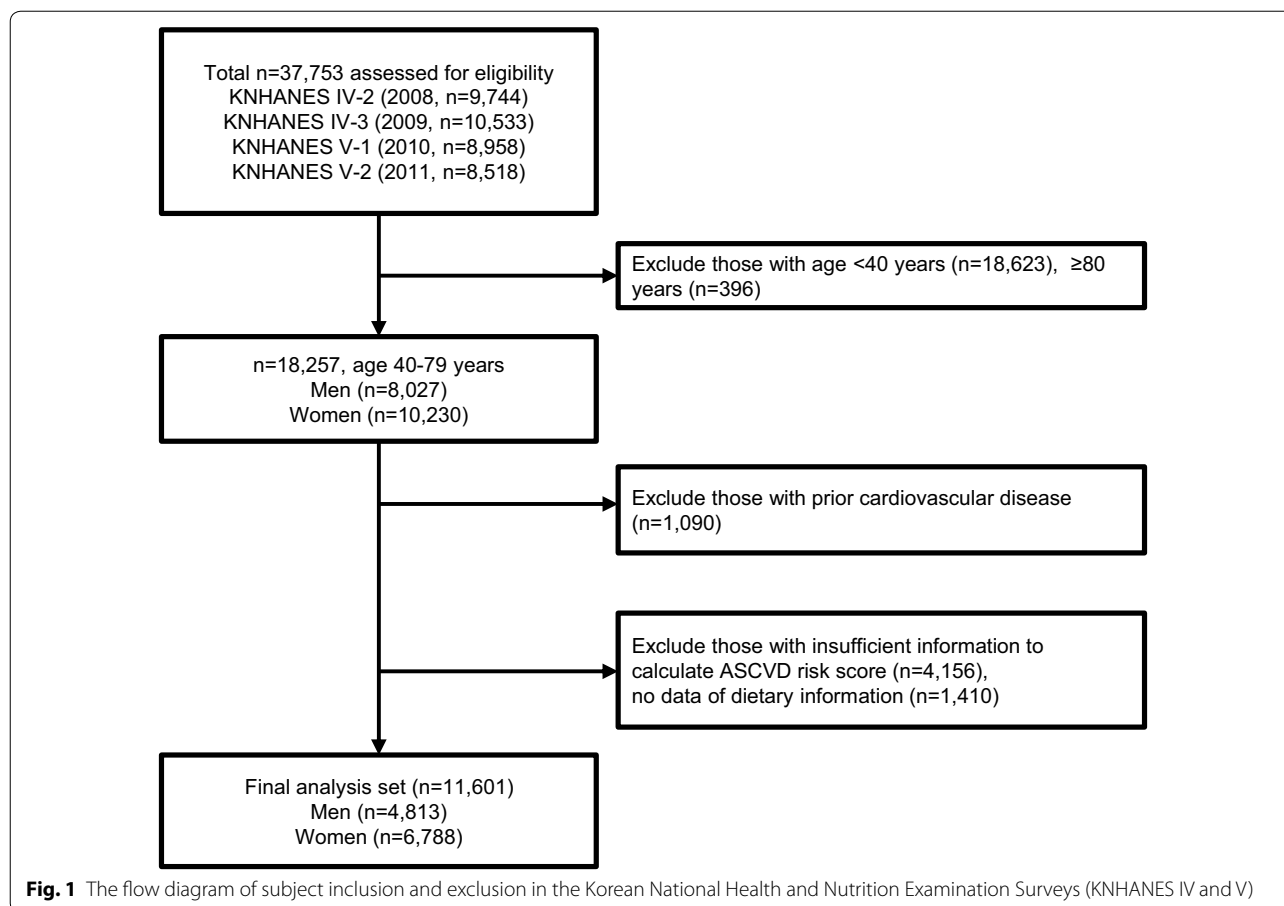 Total n=37,753 assessed for eligibility
KNHANES IV-2 (2008, n=9,744)
KNHANES IV-3 (2009, n=10,533)
KNHANES V-1 (2010, n=8,958)
KNHANES V-2 (2011, n=8,518)
Exclude those with age <40 years (n=18,623), ≥80
years (n=396)
n=18,257, age 40-79 years
Men (n=8,027)
Women (n=10,230)
Exclude those with prior cardiovascular disease
(n=1,090)
Exclude those with insufficient information to
calculate ASCVD risk score (n=4,156),
no data of dietary information (n=1,410)
Final analysis set (n=11,601)
Men (n=4,813)
Women (n=6,788)
Fig. 1 The flow diagram of subject inclusion and exclusion in the Korean National Health and Nutrition Examination Surveys (KNHANES IV and V)